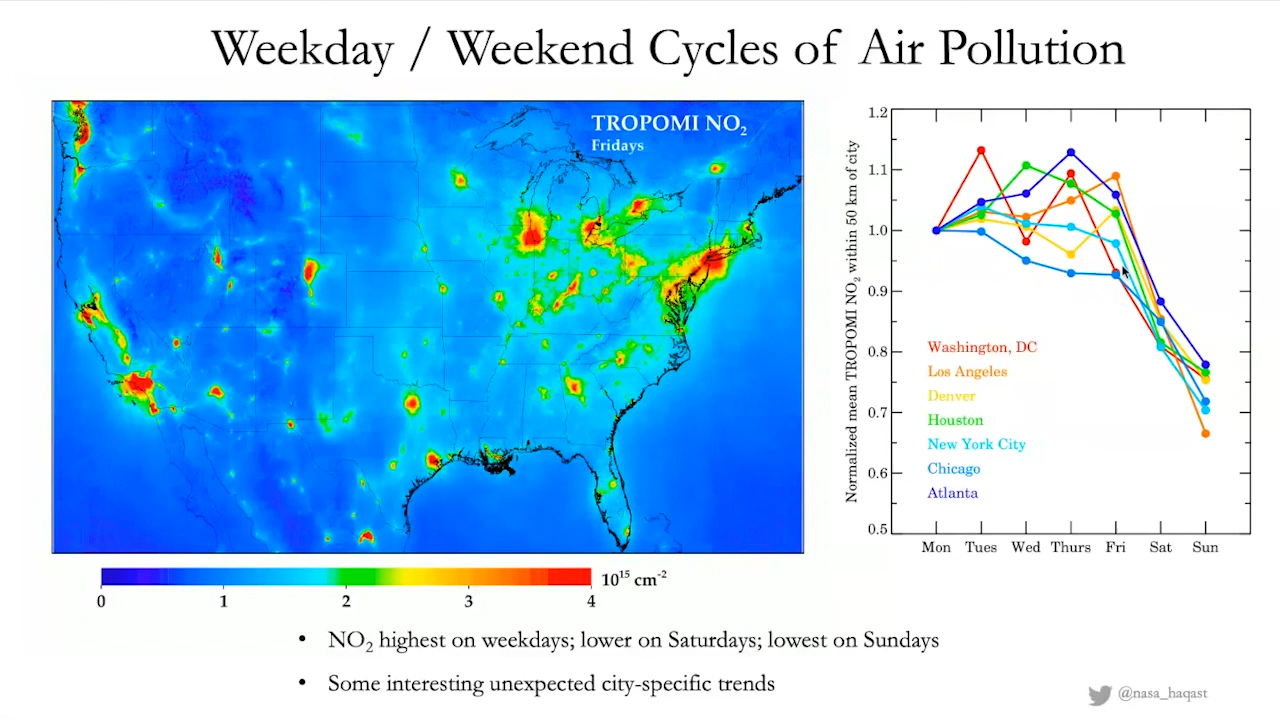 Weekday / Weekend Cycles of Air Pollution
TROPOMI NO₂
Fridays
0 1 2 3 4
10¹⁵ cm⁻²
Normalized mean TROPOMI NO₂ within 50 km of city
1.2
1.1
1.0
0.9
0.8
0.7
0.6
0.5
Washington, DC
Los Angeles
Denver
Houston
New York City
Chicago
Atlanta
Mon Tues Wed Thurs Fri Sat Sun
• NO₂ highest on weekdays; lower on Saturdays; lowest on Sundays
• Some interesting unexpected city-specific trends
@nasa_haqast